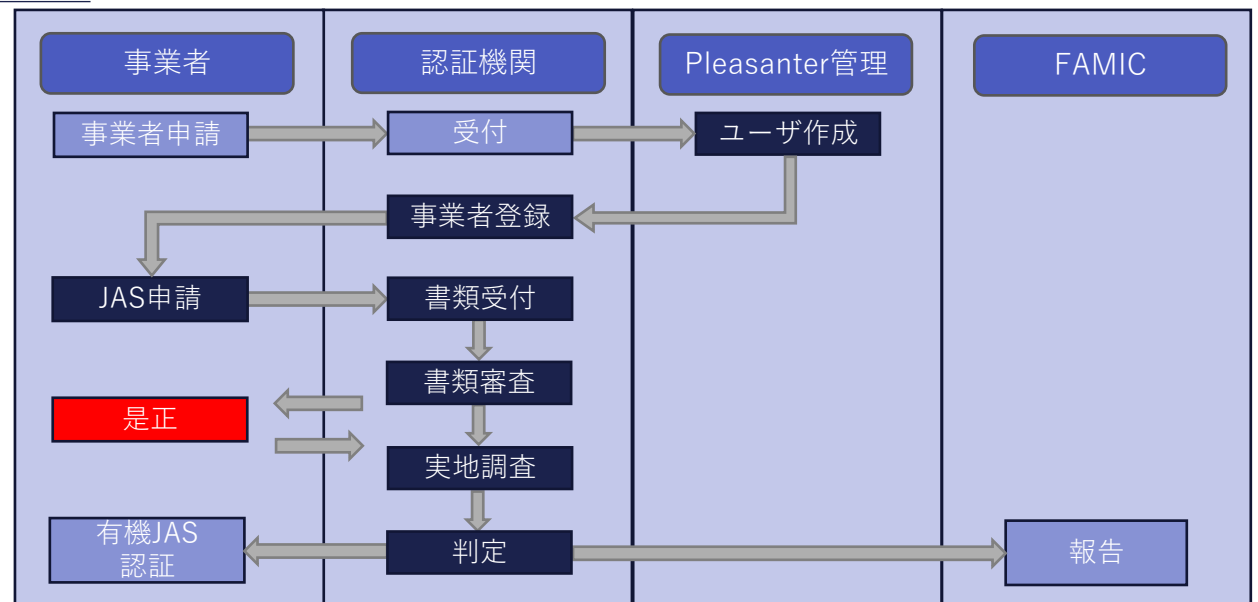 事業者
認証機関
Pleasanter管理
FAMIC
事業者申請
受付
ユーザ作成
事業者登録
JAS申請
書類受付
書類審査
是正
実地調査
有機JAS
認証
判定
報告